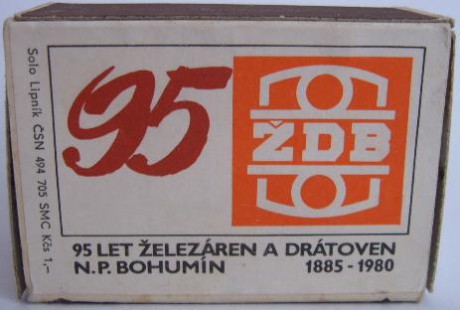 Solo Lipník ČSN 494 705 SMC Kčs 1,-
95
ŽDB
95 LET ŽELEZÁREN A DRÁTOVEN
N.P. BOHUMÍN 1885 - 1980